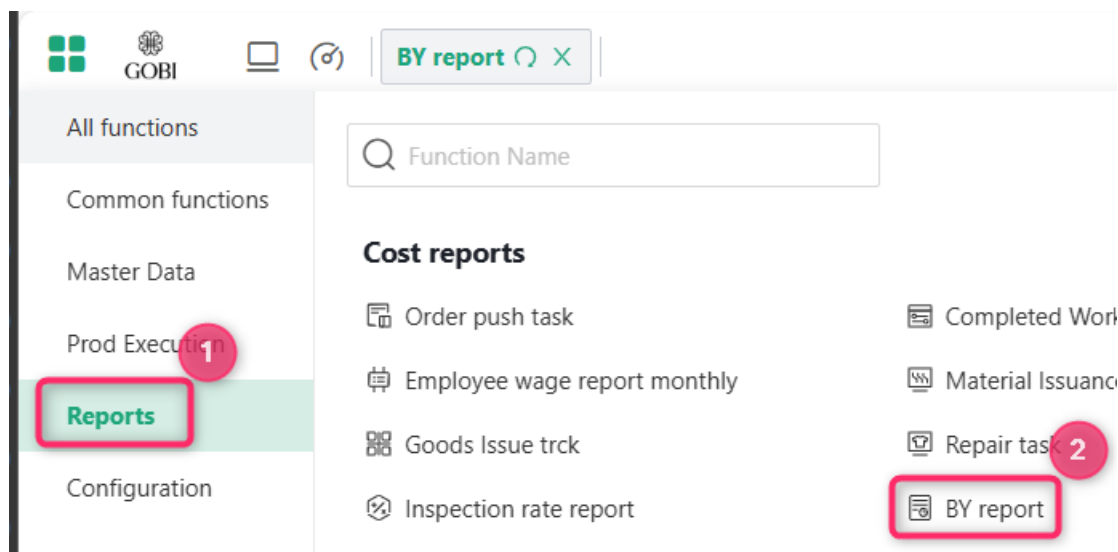 GOBI
BY report
All functions
Function Name
Common functions
Cost reports
Master Data
Order push task
Completed Work
Prod Execution
1
Employee wage report monthly
Material Issuance
Reports
Goods Issue trck
Repair task
2
Configuration
Inspection rate report
BY report